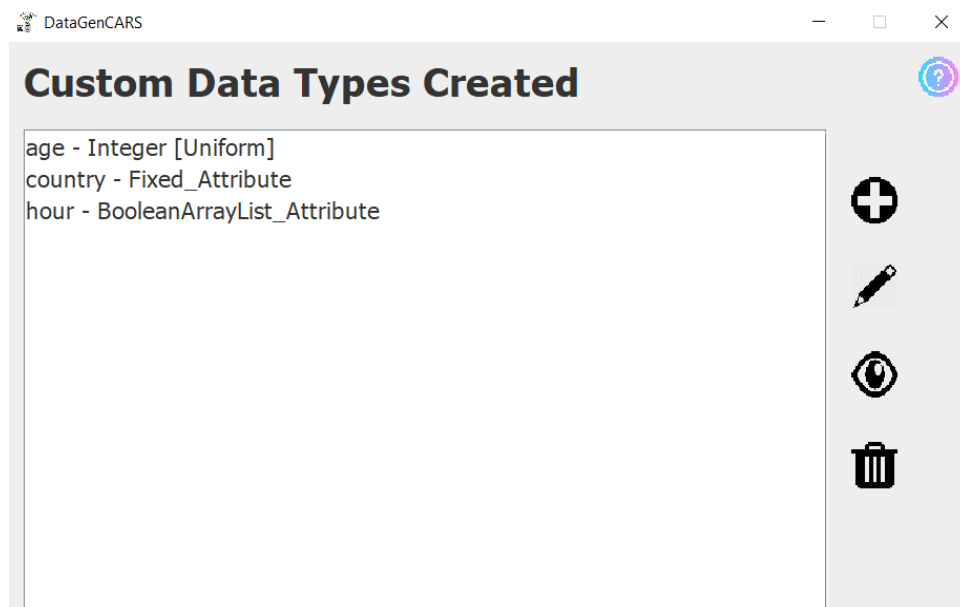 DataGenCARS
Custom Data Types Created
?
age - Integer [Uniform]
country - Fixed_Attribute
hour - BooleanArrayList_Attribute